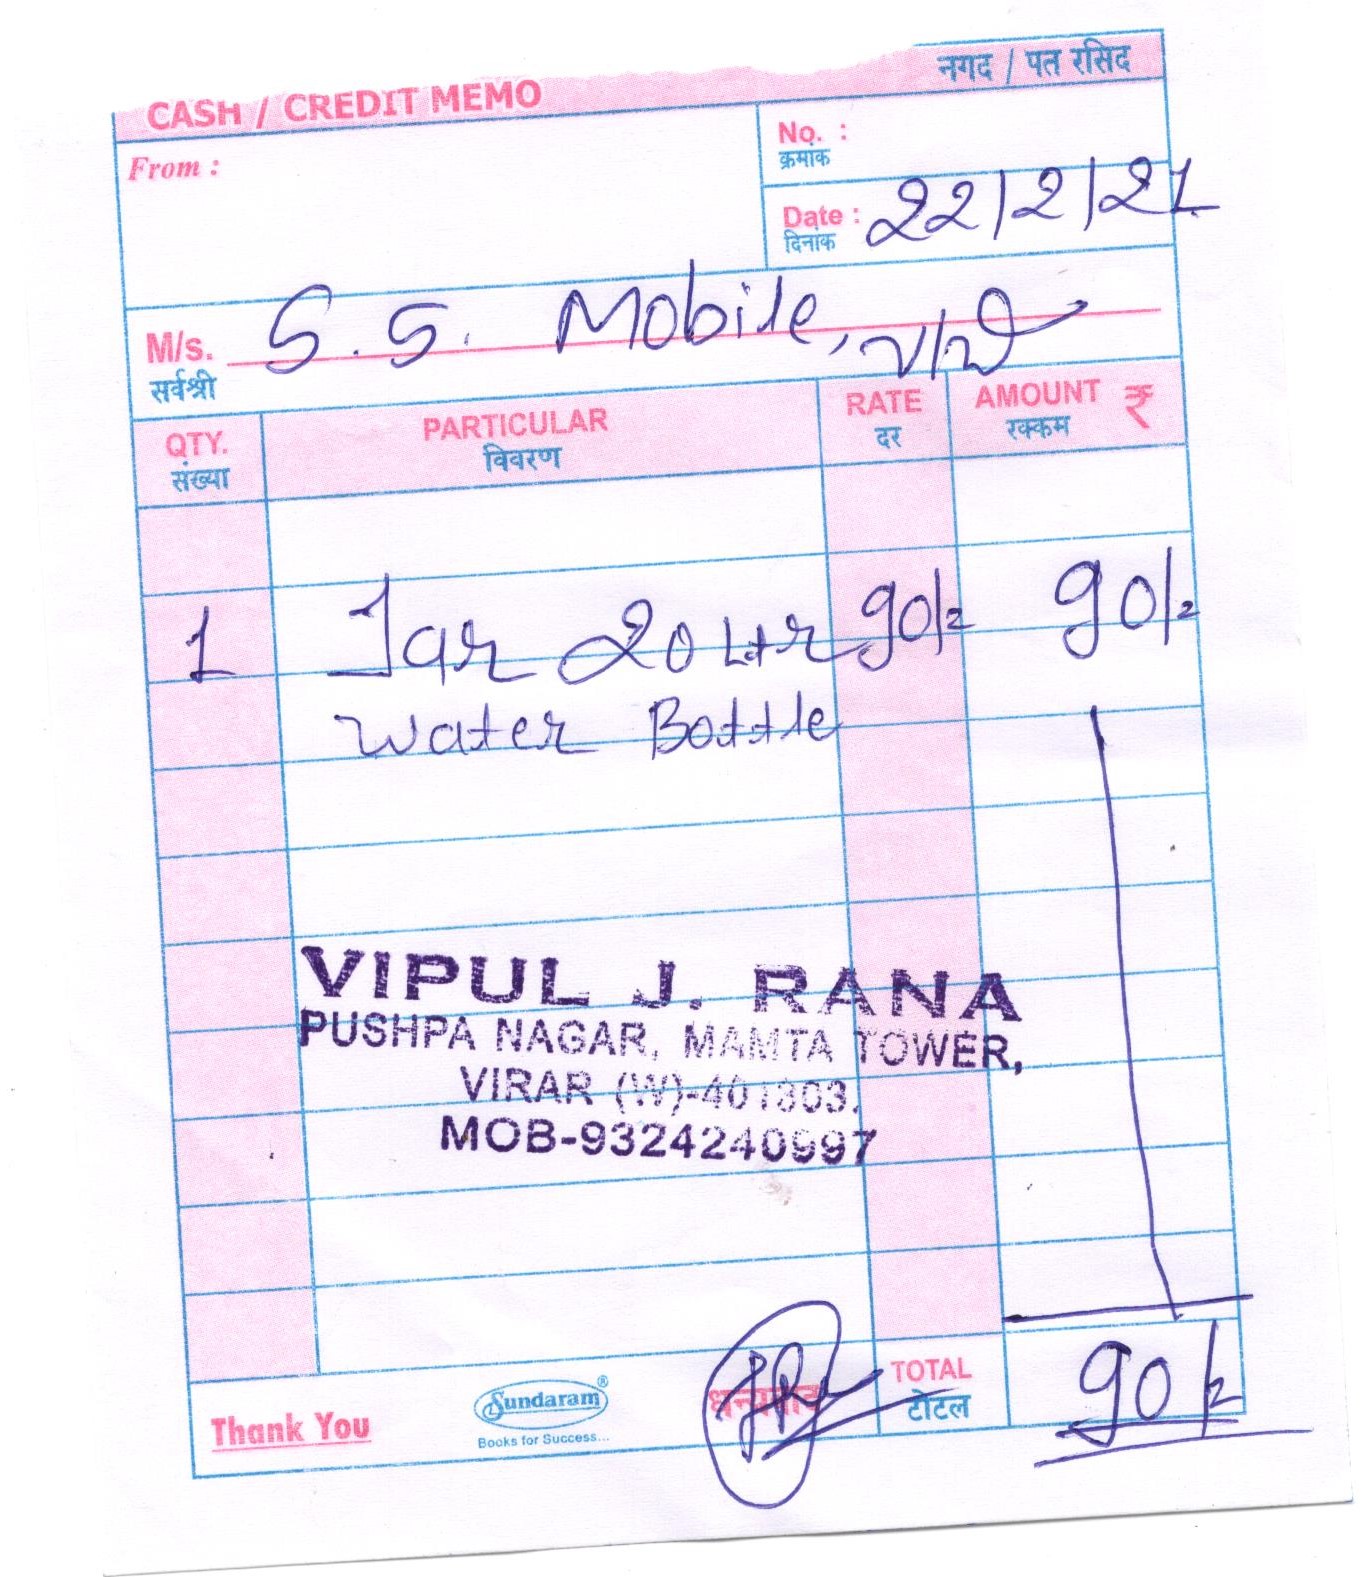 CASH / CREDIT MEMO नगद / पत रसिद
From :
No. :
क्रमांक
Date : 22/2/21
दिनांक
M/s. S.S. Mobile,
सर्वश्री
QTY. PARTICULAR RATE AMOUNT ₹
संख्या विवरण दर रक्कम
1 Jar 20 Ltr 90/- 90/-
Water Bottle
VIPUL J. RANA
PUSHPA NAGAR, MAMTA TOWER,
VIRAR (W)-401303.
MOB-9324240997
Thank You Sundaram® धन्यवाद TOTAL 90/-
Books for Success... टोटल